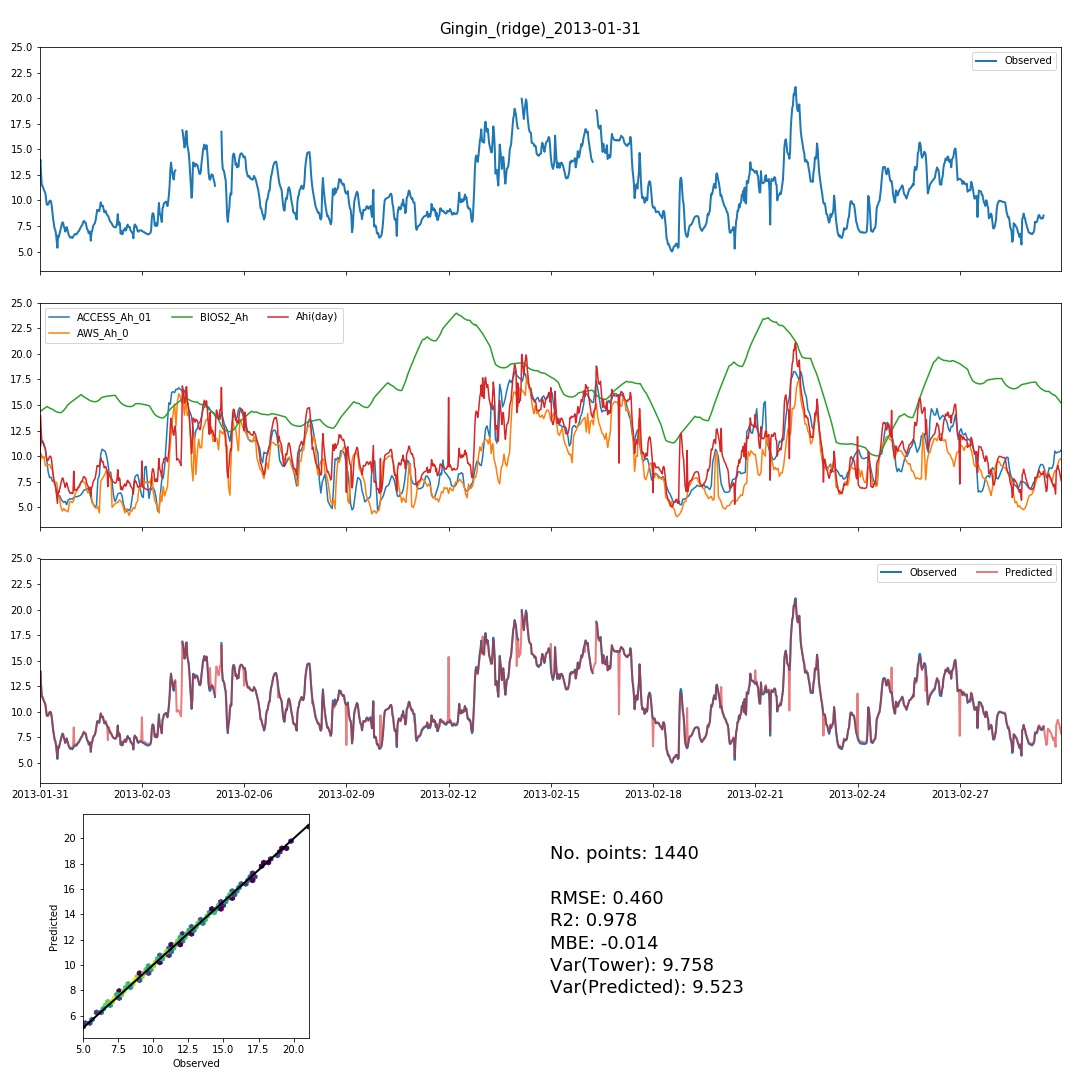 Gingin_(ridge)_2013-01-31
25.0
Observed
22.5
20.0
17.5
15.0
12.5
10.0
7.5
5.0
25.0
ACCESS_Ah_01 BIOS2_Ah Ahi(day)
AWS_Ah_0
22.5
20.0
17.5
15.0
12.5
10.0
7.5
5.0
25.0
Observed Predicted
22.5
20.0
17.5
15.0
12.5
10.0
7.5
5.0
2013-01-31 2013-02-03 2013-02-06 2013-02-09 2013-02-12 2013-02-15 2013-02-18 2013-02-21 2013-02-24 2013-02-27
20
18
16
14
12
10
8
6
Predicted
5.0 7.5 10.0 12.5 15.0 17.5 20.0
Observed
No. points: 1440
RMSE: 0.460
R2: 0.978
MBE: -0.014
Var(Tower): 9.758
Var(Predicted): 9.523